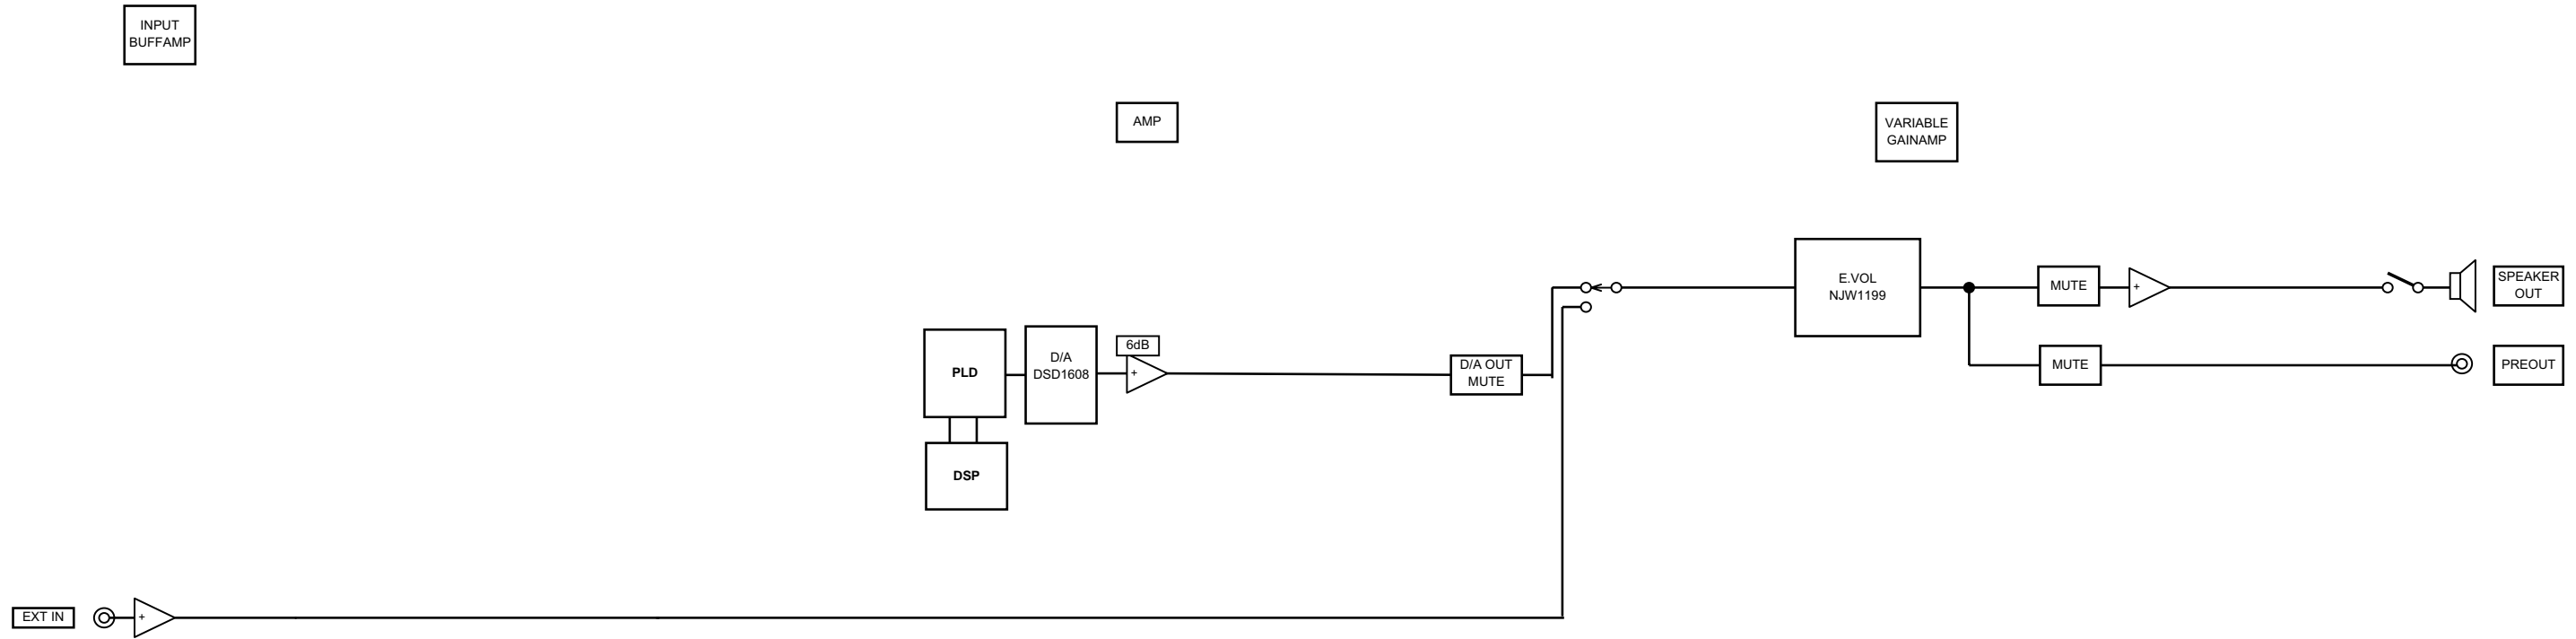 INPUT
BUFFAMP
AMP
VARIABLE
GAINAMP
E.VOL
NJW1199
MUTE
+
SPEAKER
OUT
PLD
D/A
DSD1608
6dB
+
D/A OUT
MUTE
MUTE
PREOUT
DSP
EXT IN
+